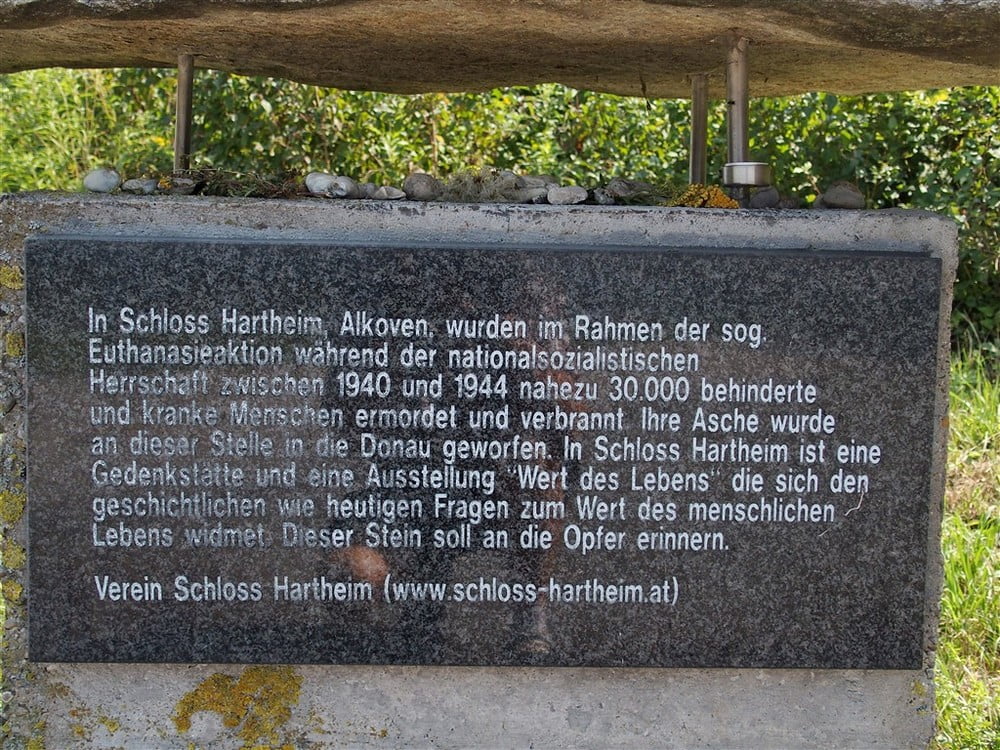 In Schloss Hartheim, Alkoven, wurden im Rahmen der sog.
Euthanasieaktion während der nationalsozialistischen
Herrschaft zwischen 1940 und 1944 nahezu 30.000 behinderte
und kranke Menschen ermordet und verbrannt. Ihre Asche wurde
an dieser Stelle in die Donau geworfen. In Schloss Hartheim ist eine
Gedenkstätte und eine Ausstellung "Wert des Lebens" die sich den
geschichtlichen wie heutigen Fragen zum Wert des menschlichen
Lebens widmet. Dieser Stein soll an die Opfer erinnern.
Verein Schloss Hartheim (www.schloss-hartheim.at)